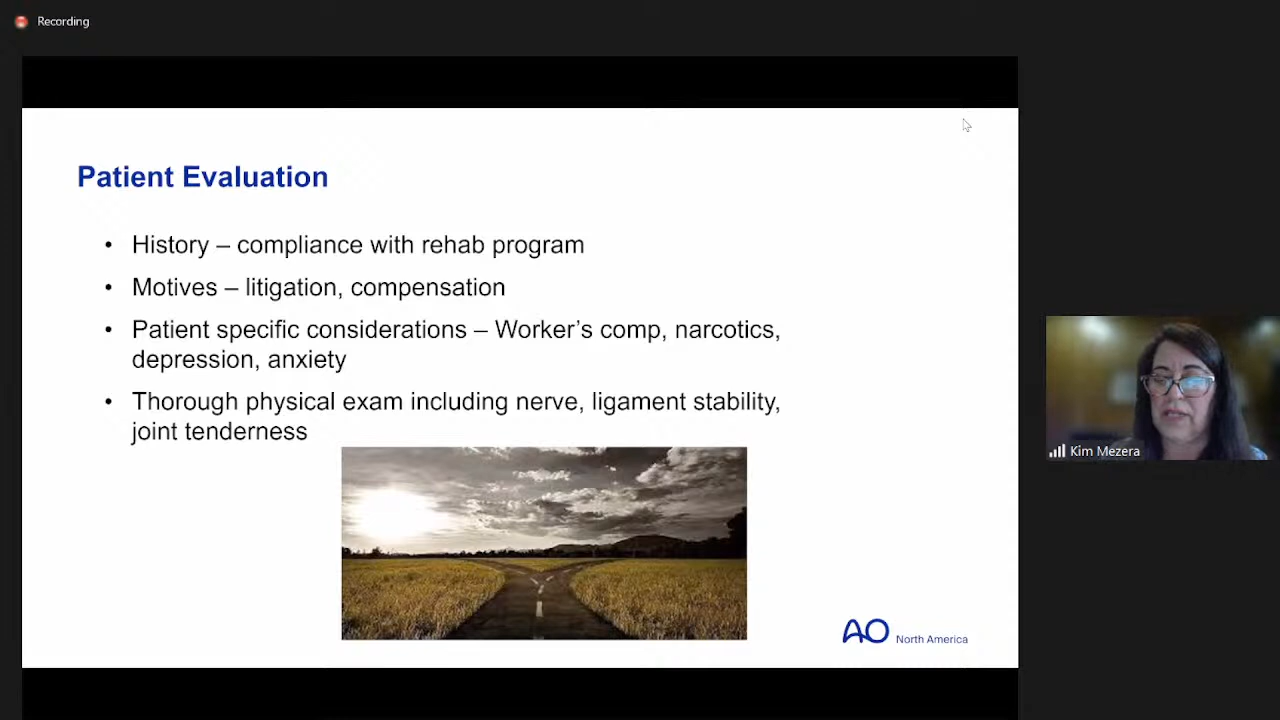 Recording
Patient Evaluation
• History – compliance with rehab program
• Motives – litigation, compensation
• Patient specific considerations – Worker’s comp, narcotics,
depression, anxiety
• Thorough physical exam including nerve, ligament stability,
joint tenderness
AO North America
Kim Mezera